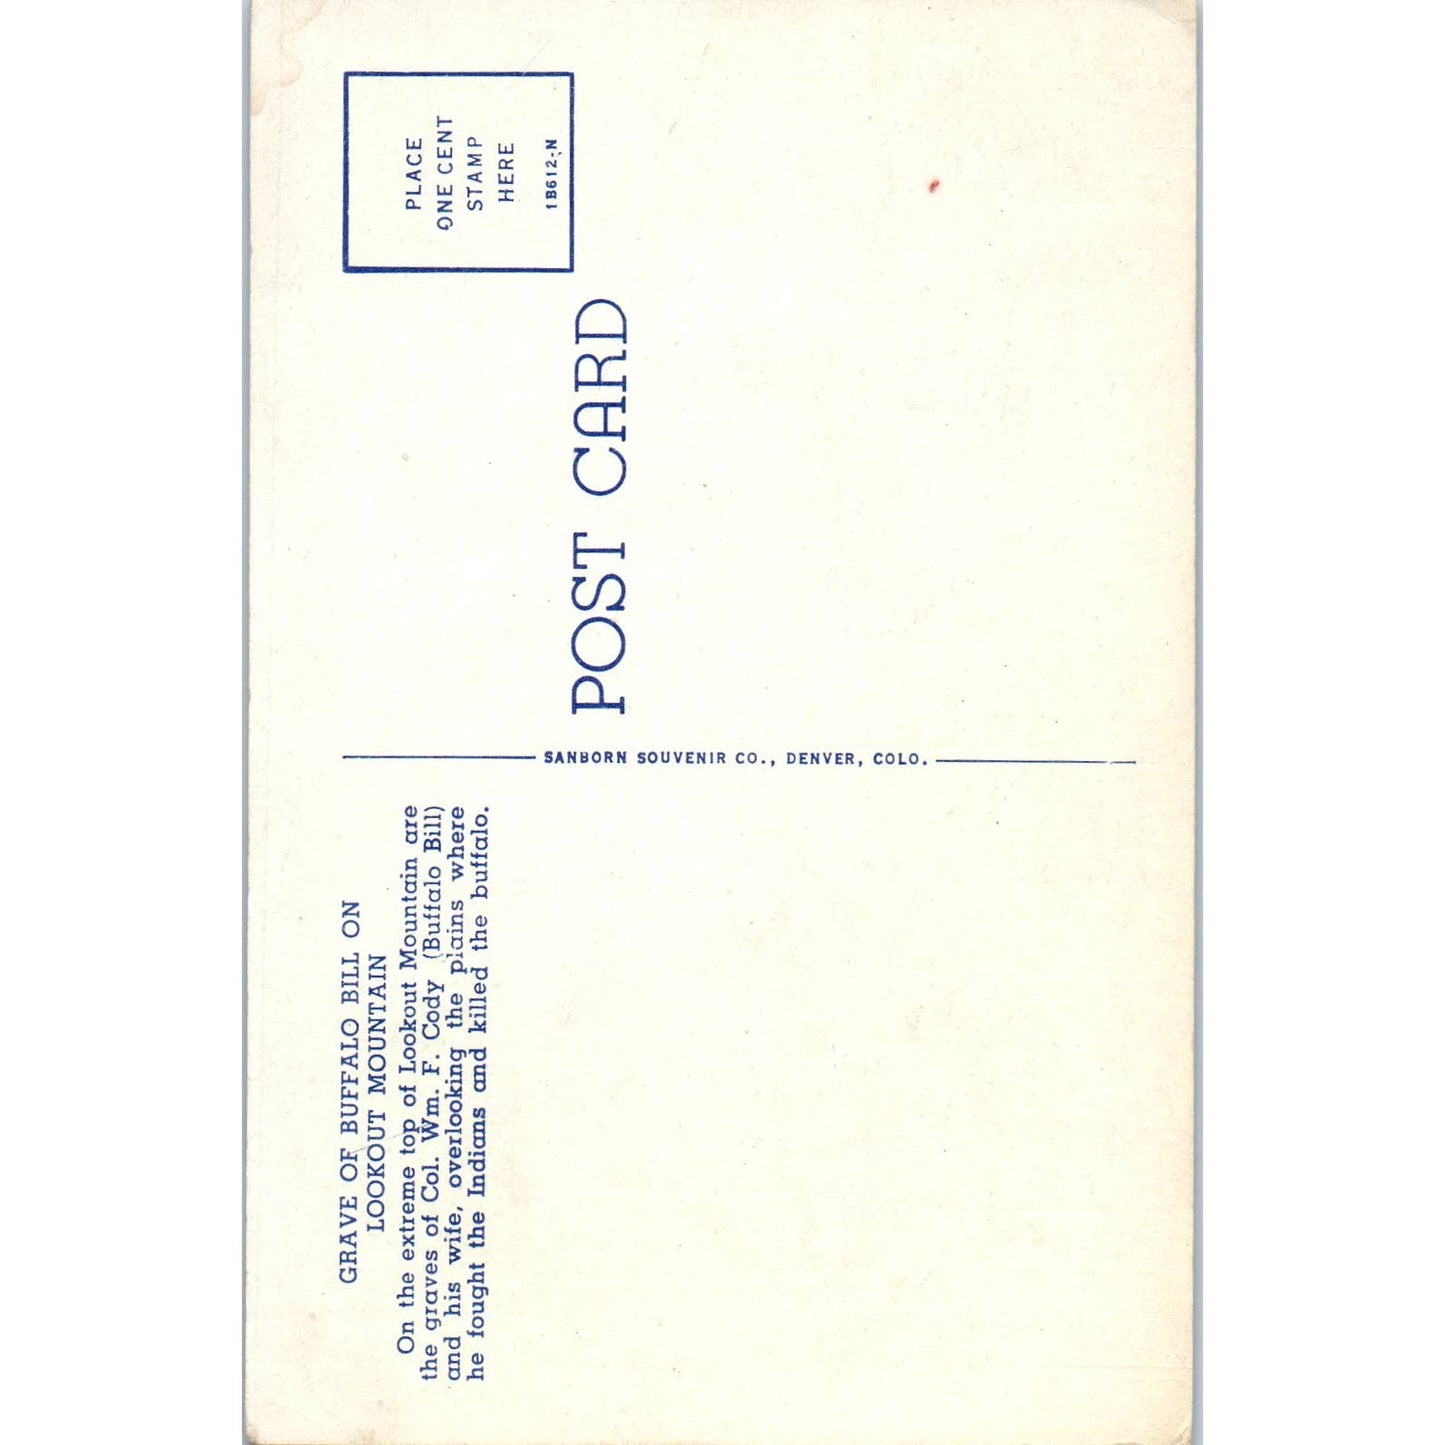 GRAVE OF BUFFALO BILL ON
LOOKOUT MOUNTAIN
On the extreme top of Lookout Mountain are
the graves of Col. Wm. F. Cody (Buffalo Bill)
and his wife, overlooking the plains where
he fought the Indians and killed the buffalo.
SANBORN SOUVENIR CO., DENVER, COLO.
POST CARD
PLACE
ONE CENT
STAMP
HERE
1B612-N